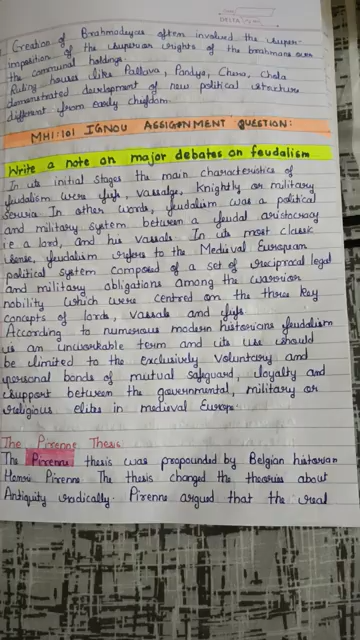 DELTA
Creation of Brahmadeyas often involved the super-
imposition of the superior rights of the brahmans over
the communal holdings.
Ruling houses like Pallava, Pandya, Chera, Chola
demonstrated development of new political structure
different from early chiefdom.
MHI:101 IGNOU ASSIGNMENT QUESTION:
Write a note on major debates on feudalism
In its initial stages the main characteristics of
feudalism were fiefs, vassalge, Knightly or military
In other words, feudalism was a political
and military system between a feudal aristocracy
i.e a lord, and his vassals. In its most classic
sense, feudalism refers to the Medieval European
political system composed of a set of reciprocal legal
and military obligations among the warrior
nobility which were centred on the three key
concepts of lords, vassals and fiefs.
According to numerous modern historians feudalism
is an unworkable term and its use should
be limited to the exclusively voluntary and
personal bonds of mutual safeguard, loyalty and
support between the governmental, military or
religious elites in medieval Europe.
The Pirenne Thesis
The Pirenne thesis was propounded by Belgian historian
Henri Pirenne. The thesis changed the theories about
Antiquity radically. Pirenne argued that the real